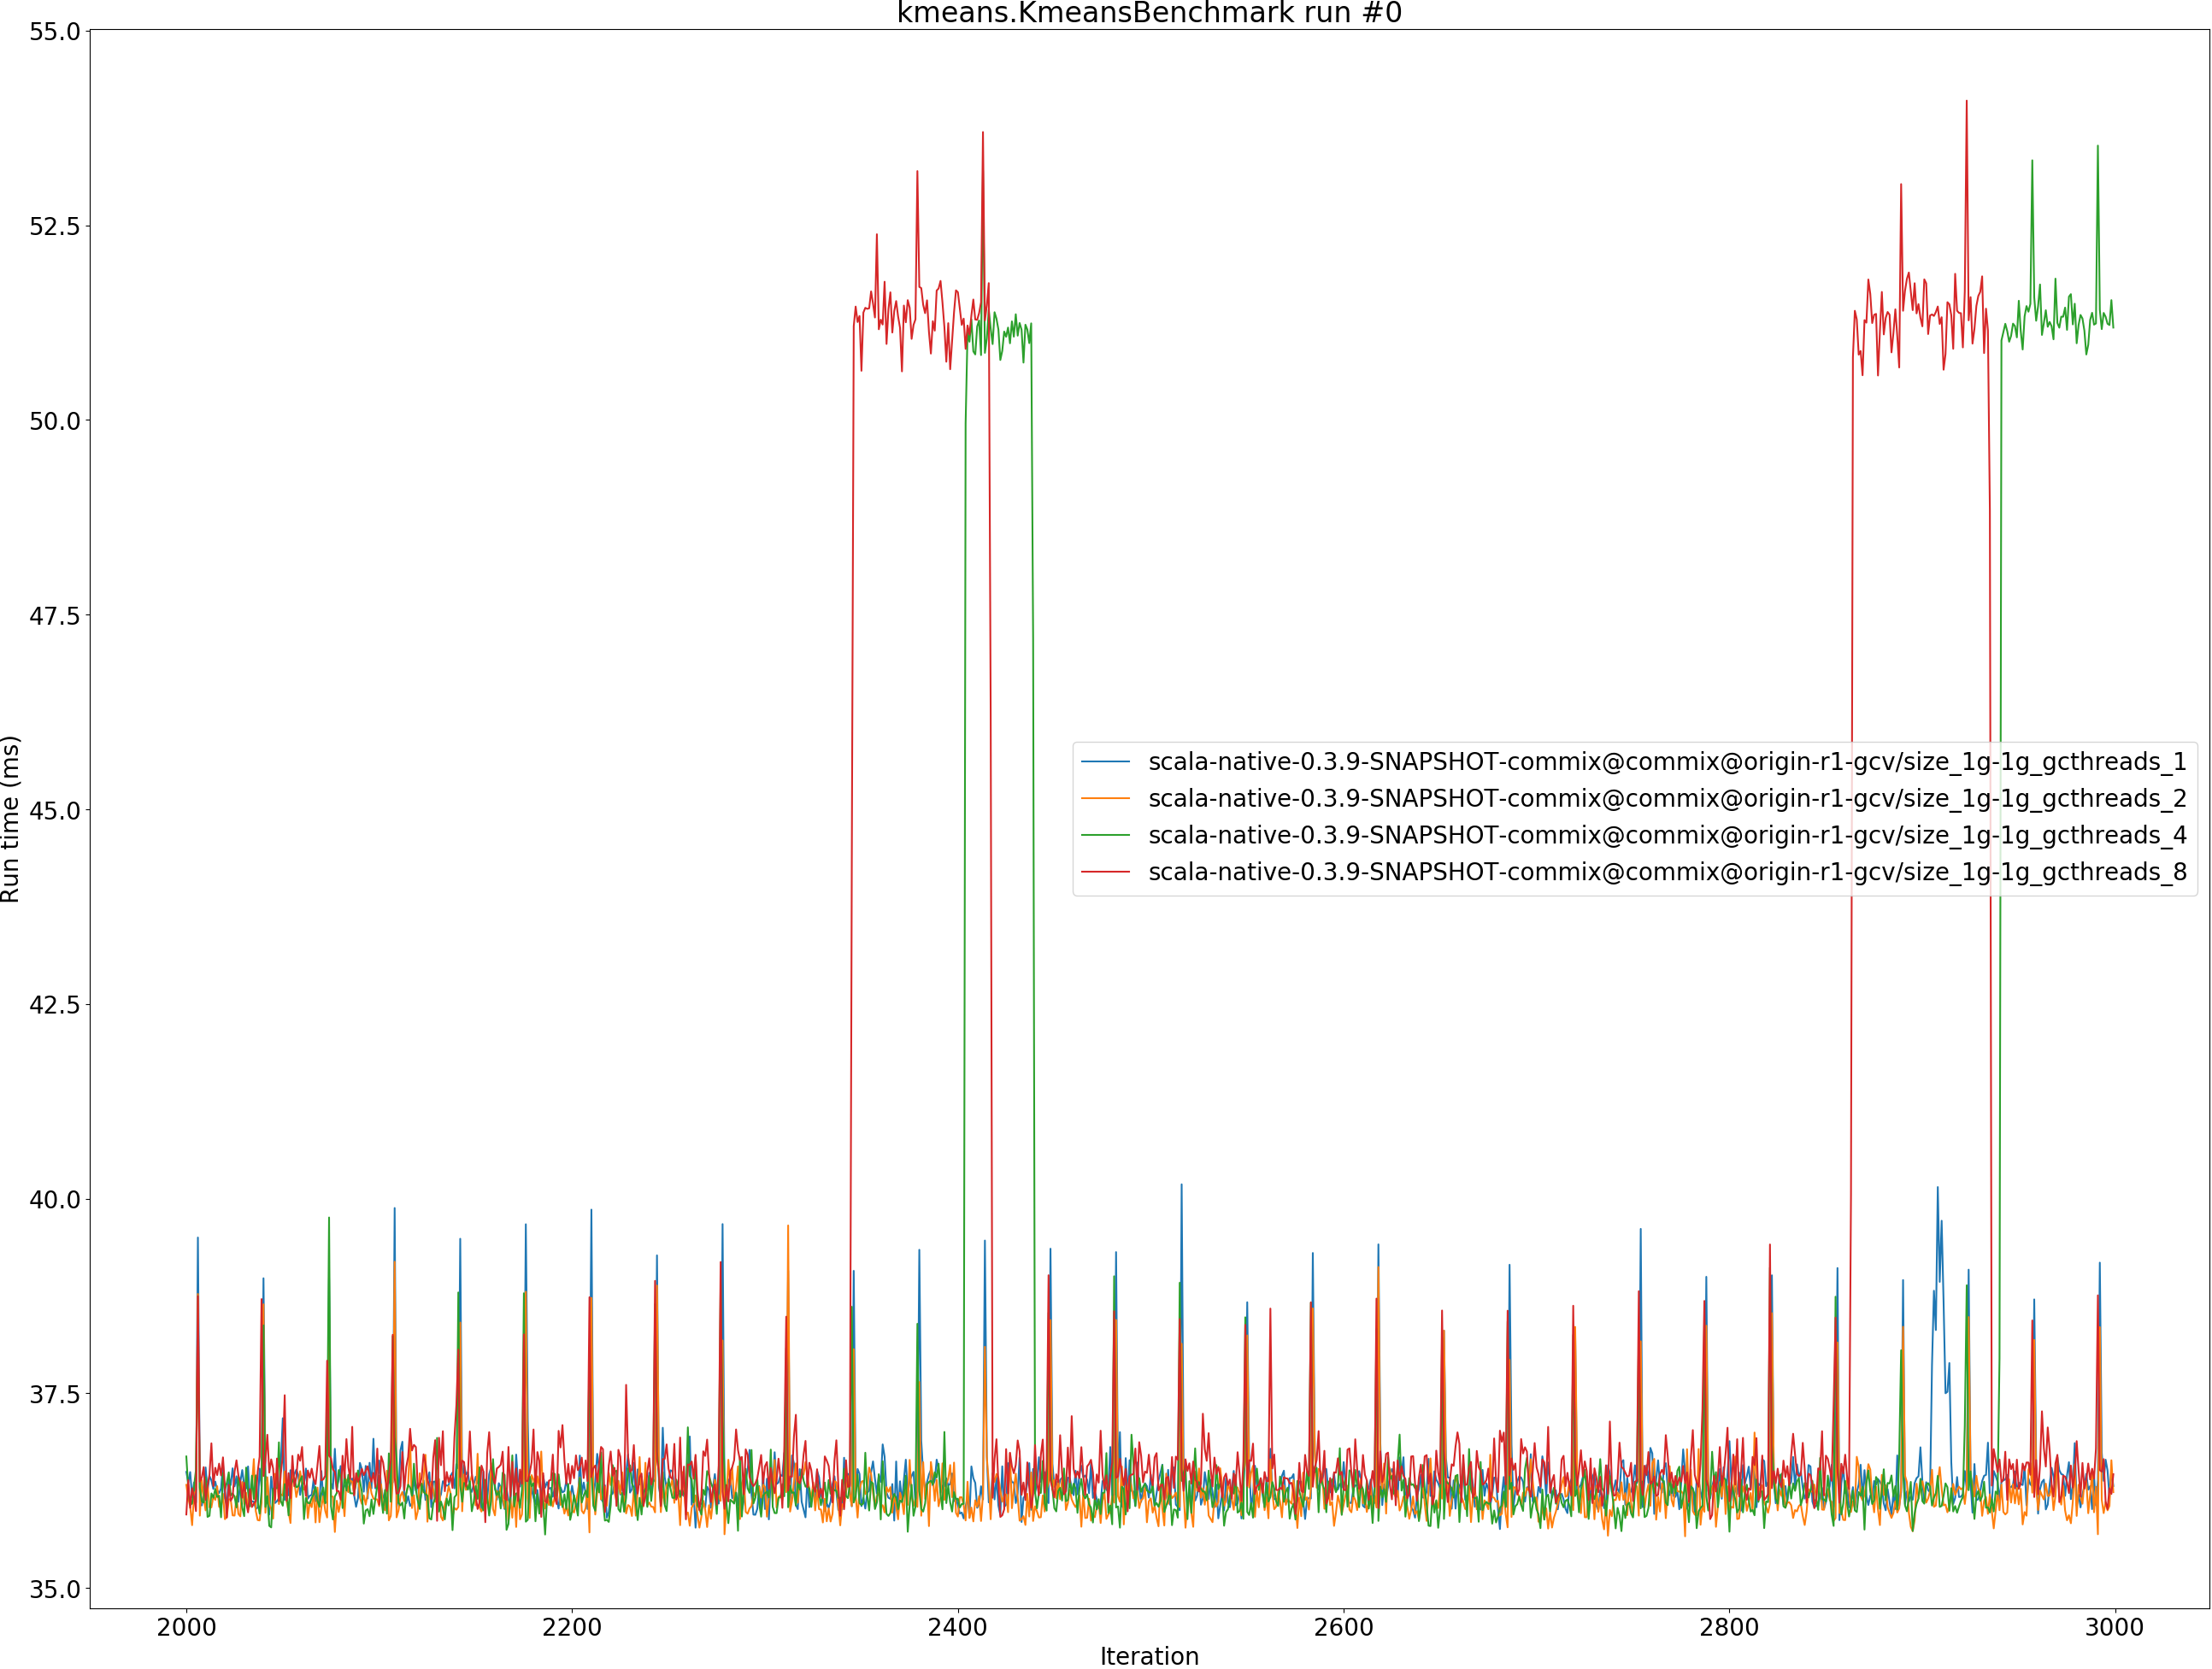 kmeans.KmeansBenchmark run #0
55.0
52.5
50.0
47.5
45.0
42.5
40.0
37.5
35.0
Run time (ms)
scala-native-0.3.9-SNAPSHOT-commix@commix@origin-r1-gcv/size_1g-1g_gcthreads_1
scala-native-0.3.9-SNAPSHOT-commix@commix@origin-r1-gcv/size_1g-1g_gcthreads_2
scala-native-0.3.9-SNAPSHOT-commix@commix@origin-r1-gcv/size_1g-1g_gcthreads_4
scala-native-0.3.9-SNAPSHOT-commix@commix@origin-r1-gcv/size_1g-1g_gcthreads_8
2000 2200 2400 2600 2800 3000
Iteration